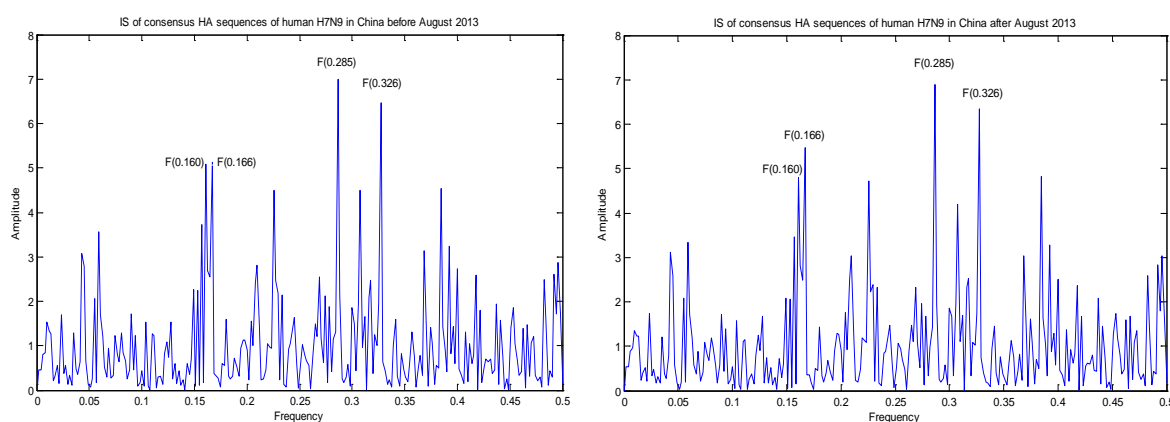 IS of consensus HA sequences of human H7N9 in China before August 2013
8
7
6
5
4
3
2
1
0
Amplitude
F(0.285)
F(0.326)
F(0.160)
F(0.166)
0 0.05 0.1 0.15 0.2 0.25 0.3 0.35 0.4 0.45 0.5
Frequency
IS of consensus HA sequences of human H7N9 in China after August 2013
8
7
6
5
4
3
2
1
0
Amplitude
F(0.285)
F(0.326)
F(0.166)
F(0.160)
0 0.05 0.1 0.15 0.2 0.25 0.3 0.35 0.4 0.45 0.5
Frequency